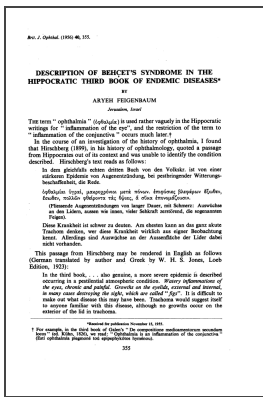 Brit. J. Ophthal. (1956) 40, 355.
DESCRIPTION OF BEHÇET'S SYNDROME IN THE
HIPPOCRATIC THIRD BOOK OF ENDEMIC DISEASES*
BY
ARYEH FEIGENBAUM
Jerusalem, Israel
THE term "ophthalmia" (ὀφθαλμία) is used rather vaguely in the Hippocratic
writings for "inflammation of the eye", and the restriction of the term to
"inflammation of the conjunctiva" occurs much later.†
In the course of an investigation of the history of ophthalmia, I found
that Hirschberg (1899), in his history of ophthalmology, quoted a passage
from Hippocrates out of its context and was unable to identify the condition
described. Hirschberg's text reads as follows:
In dem gleichfalls echten dritten Buch von den Volkskr. ist von einer
stärkeren Epidemie von Augenentzündung, bei pestbringender Witterungs-
beschaffenheit, die Rede.
(Fliessende Augenentzündungen von langer Dauer, mit Schmerz: Auswüchse
an den Lidern, aussen wie innen, vieler Sehkraft zerstörend, die sogenannten
Feigen).
Diese Krankheit ist schwer zu deuten. Am ehesten kann an das ganz akute
Trachom denken, wer diese Krankheit wirklich aus eigner Beobachtung
kennt. Allerdings sind Auswüchse an der Aussenfläche der Lider dabei
nicht vorhanden.
This passage from Hirschberg may be rendered in English as follows
(German translated by author and Greek by W. H. S. Jones, Loeb
Edition, 1923):
In the third book, . . . also genuine, a more severe epidemic is described
occurring in a pestilential atmospheric condition. Watery inflammations of
the eyes, chronic and painful. Growths on the eyelids, external and internal,
in many cases destroying the sight, which are called "figs". It is difficult to
make out what disease this may have been. Trachoma would suggest itself
to anyone familiar with this disease, although no growths occur on the
exterior of the lid in trachoma.
*Received for publication November 15, 1955.
† For example, in the third book of Galen's "De compositione medicamentorum secundum
locos" (ed. Kühn, 1826), we read: "Ophthalmia is an inflammation of the conjunctiva."
355